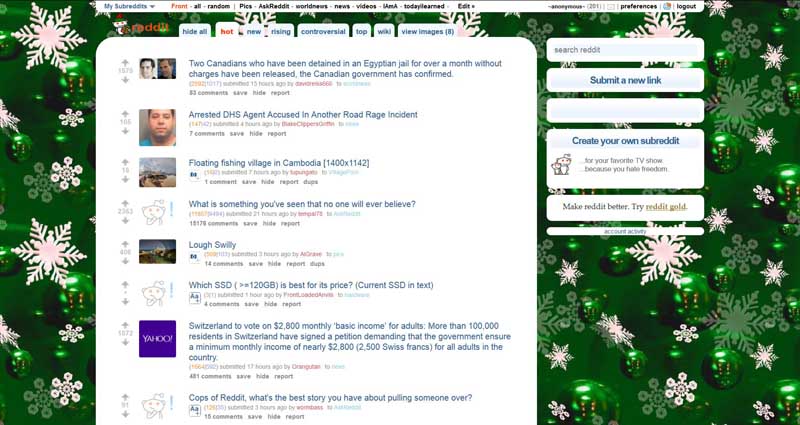 My Subreddits
Front - all - random | Pics - AskReddit - worldnews - news - videos - IAmA - todayilearned
Edit »
~anonymous~ (201) | preferences | logout
reddit
hide all
hot
new
rising
controversial
top
wiki
view images (8)
1575
Two Canadians who have been detained in an Egyptian jail for over a month without
charges have been released, the Canadian government has confirmed.
(2592|1017) submitted 15 hours ago by davidreiss666 to worldnews
83 comments save hide report
105
Arrested DHS Agent Accused In Another Road Rage Incident
(147|42) submitted 4 hours ago by BlakeClippersGriffin to news
7 comments save hide report
16
Floating fishing village in Cambodia [1400x1142]
submitted 7 hours ago by tupungato to VillagePorn
1 comment save hide report dups
2363
What is something you've seen that no one will ever believe?
submitted 21 hours ago by tempai78 to AskReddit
15176 comments save hide report
406
Lough Swilly
(509|103) submitted 3 hours ago by AtGrave to pics
14 comments save hide report dups
Which SSD ( >=120GB) is best for its price? (Current SSD in text)
submitted 1 hour ago by FrontLoadedAnvils to hardware
4 comments save hide report
1072
YAHOO!
Switzerland to vote on $2,800 monthly 'basic income' for adults: More than 100,000
residents in Switzerland have signed a petition demanding that the government ensure
a minimum monthly income of nearly $2,800 (2,500 Swiss francs) for all adults in the
country.
(1664|592) submitted 17 hours ago by Orangutan to news
481 comments save hide report
91
Cops of Reddit, what's the best story you have about pulling someone over?
(126|35) submitted 3 hours ago by wormbass to AskReddit
15 comments save hide report
search reddit
Submit a new link
Create your own subreddit
...for your favorite TV show.
...because you hate freedom.
Make reddit better. Try reddit gold.
account activity